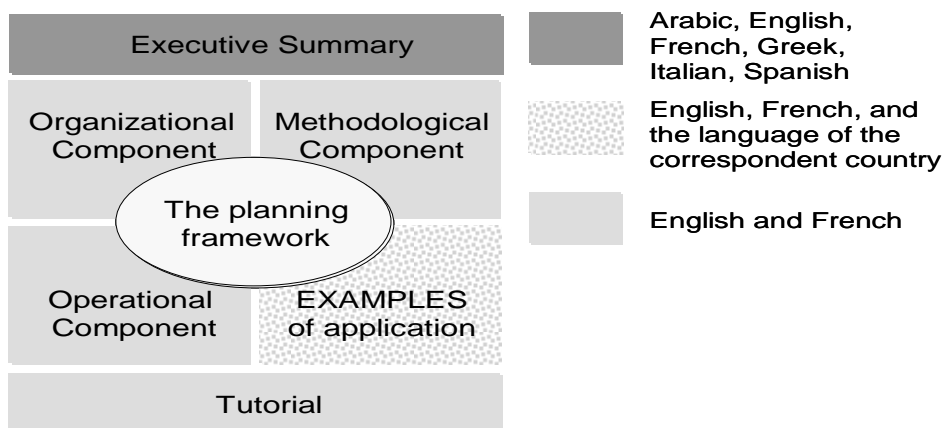 Executive Summary
Organizational
Component
Methodological
Component
The planning
framework
Operational
Component
EXAMPLES
of application
Tutorial
Arabic, English,
French, Greek,
Italian, Spanish
English, French, and
the language of the
correspondent country
English and French